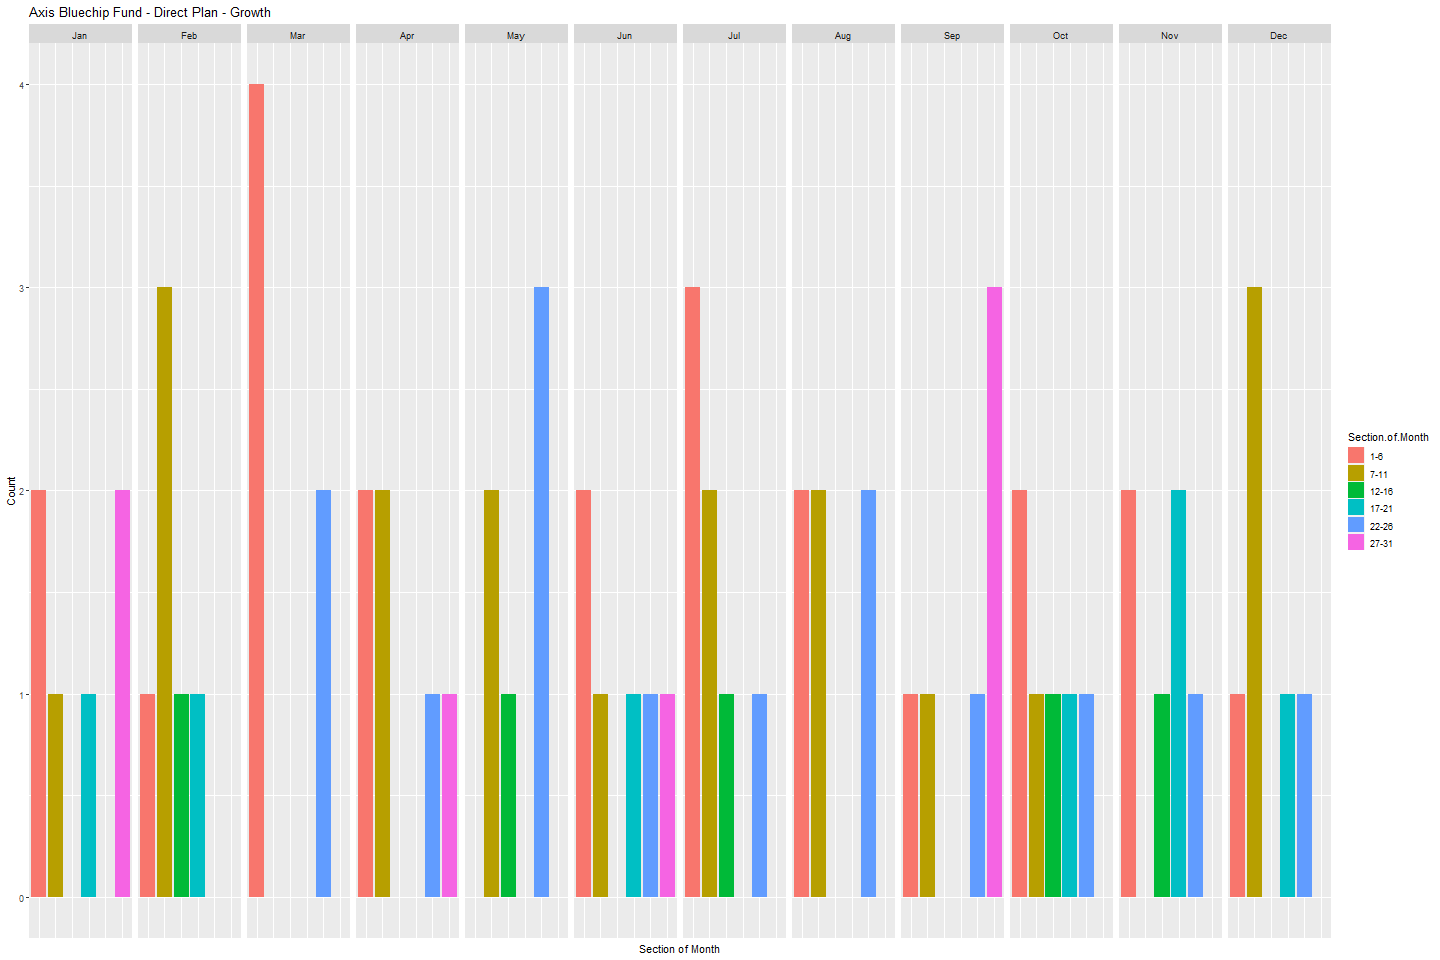 Axis Bluechip Fund - Direct Plan - Growth
Jan Feb Mar Apr May Jun Jul Aug Sep Oct Nov Dec
4
3
2
1
0
Count
Section of Month
Section.of.Month
1-6
7-11
12-16
17-21
22-26
27-31